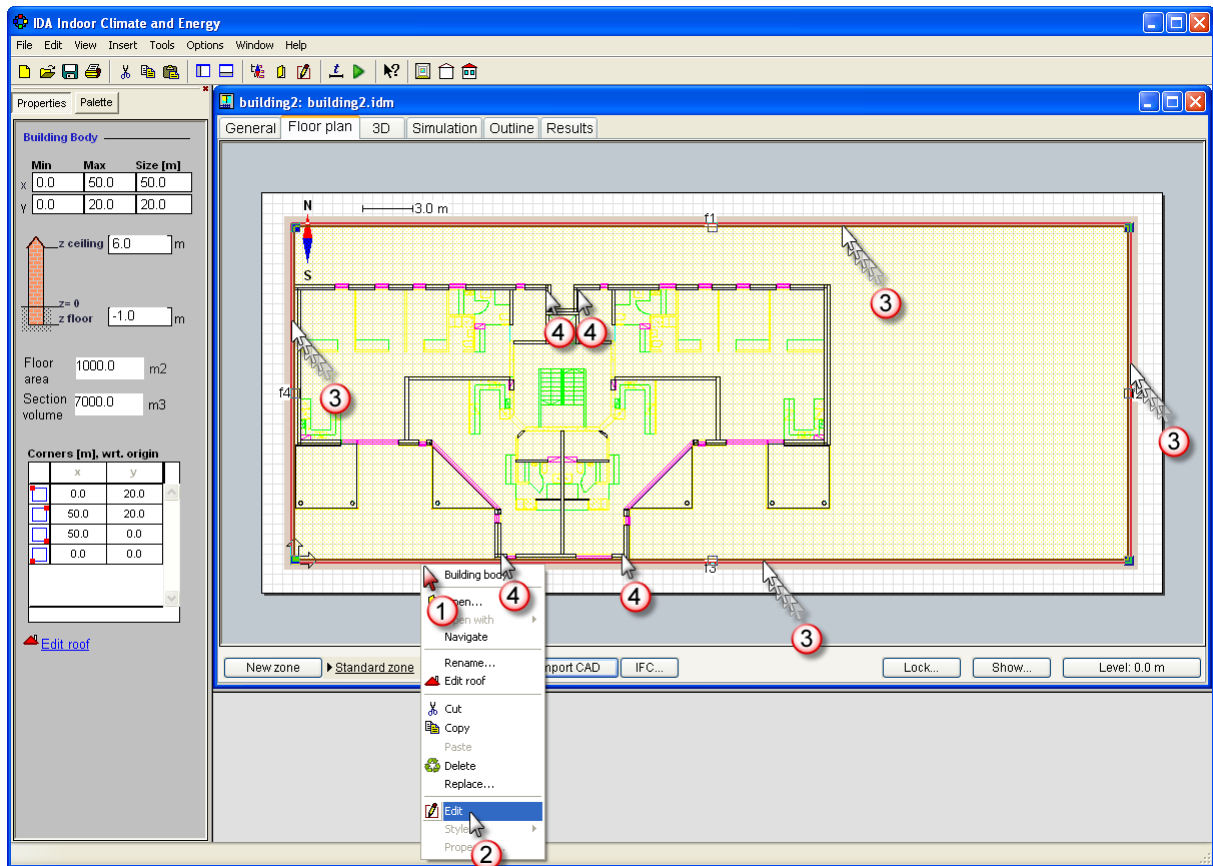 IDA Indoor Climate and Energy
File Edit View Insert Tools Options Window Help
Properties Palette
Building Body
Min Max Size [m]
x 0.0 50.0 50.0
y 0.0 20.0 20.0
z ceiling 6.0 m
z= 0
z floor -1.0 m
Floor area 1000.0 m2
Section volume 7000.0 m3
Corners [m], wrt. origin
x y
0.0 20.0
50.0 20.0
50.0 0.0
0.0 0.0
Edit roof
building2: building2.idm
General Floor plan 3D Simulation Outline Results
N
3.0 m
S
f1
f4
f3
3
3
3
3
4
4
4
4
1
2
Building body
with
Navigate
Rename...
Edit roof
Cut
Copy
Paste
Delete
Replace...
Edit
New zone Standard zone CAD IFC... Lock... Show... Level: 0.0 m